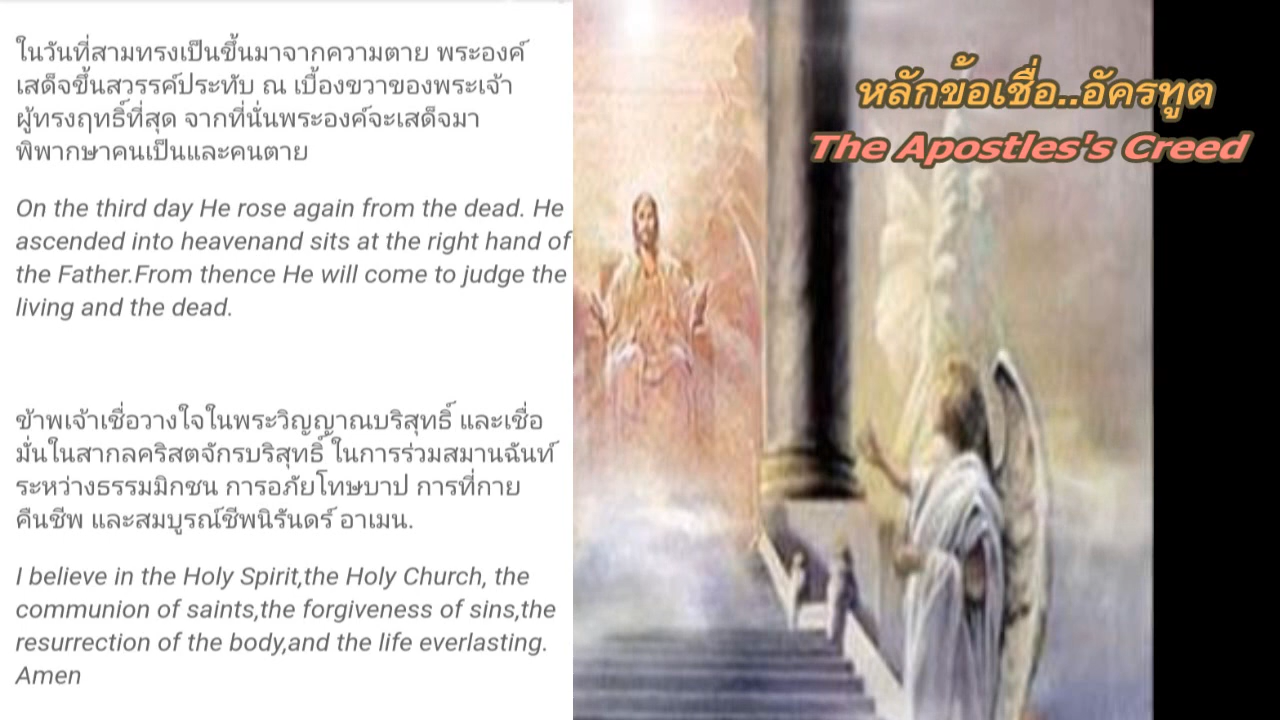 ในวันที่สามทรงเป็นขึ้นมาจากความตาย พระองค์
เสด็จขึ้นสวรรค์ประทับ ณ เบื้องขวาของพระเจ้า
ผู้ทรงฤทธิ์ที่สุด จากที่นั่นพระองค์จะเสด็จมา
พิพากษาคนเป็นและคนตาย
On the third day He rose again from the dead. He
ascended into heavenand sits at the right hand of
the Father.From thence He will come to judge the
living and the dead.
ข้าพเจ้าเชื่อวางใจในพระวิญญาณบริสุทธิ์ และเชื่อ
มั่นในสากลคริสตจักรบริสุทธิ์ ในการร่วมสมานฉันท์
ระหว่างธรรมมิกชน การอภัยโทษบาป การที่กาย
คืนชีพ และสมบูรณ์ชีพนิรันดร์ อาเมน.
I believe in the Holy Spirit,the Holy Church, the
communion of saints,the forgiveness of sins,the
resurrection of the body,and the life everlasting.
Amen
หลักข้อเชื่อ..อัครทูต
The Apostles's Creed